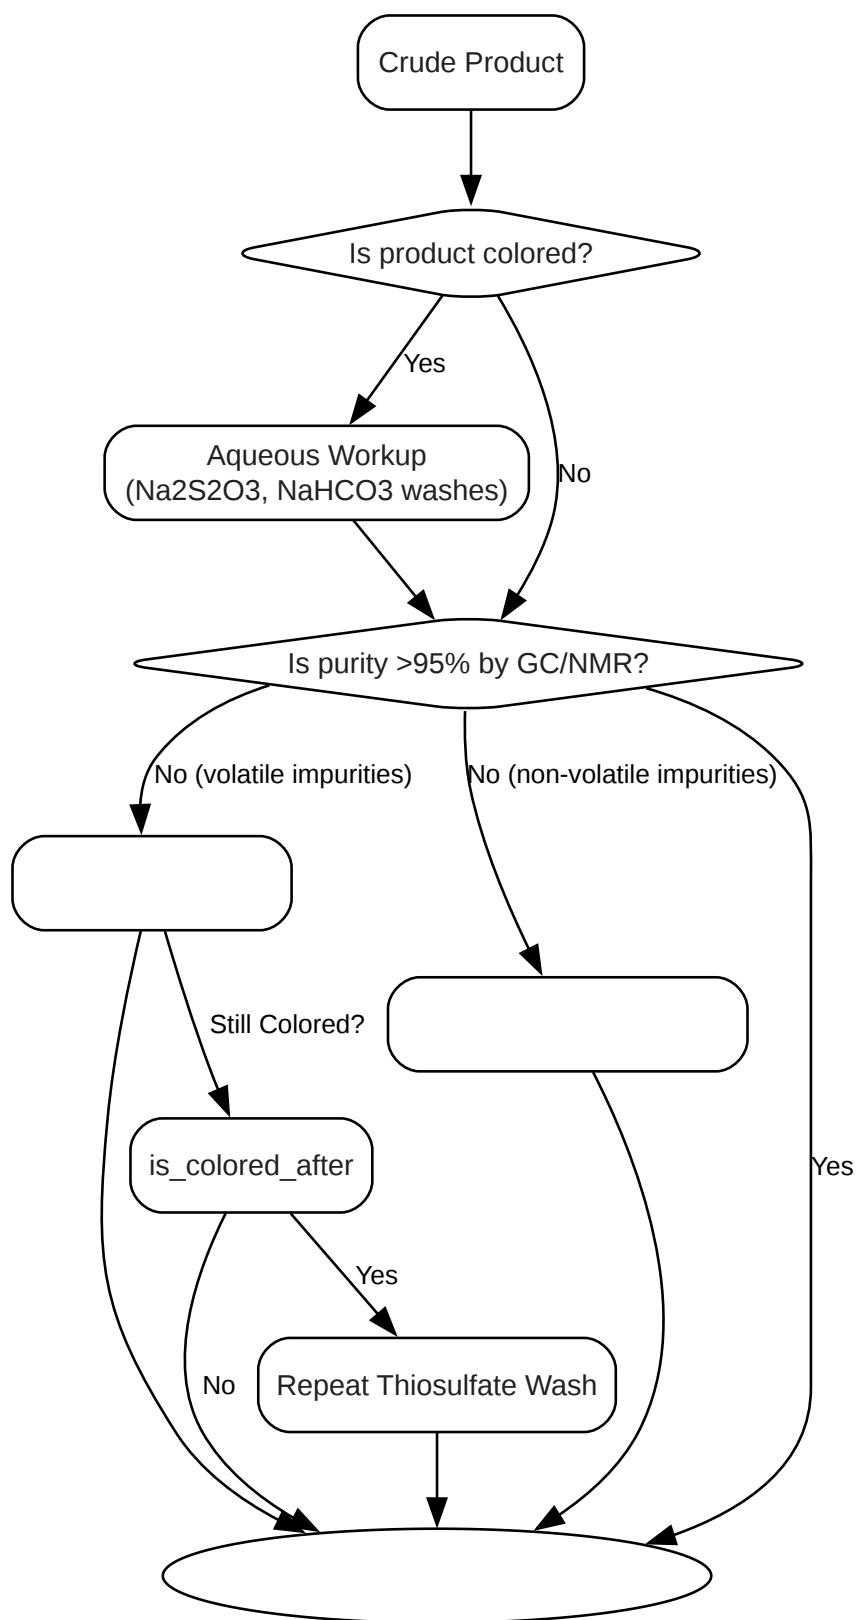 Crude Product
Is product colored?
Yes
Aqueous Workup
(Na2S2O3, NaHCO3 washes)
No
Is purity >95% by GC/NMR?
No (volatile impurities)
No (non-volatile impurities)
Still Colored?
is_colored_after
Yes
Yes
No
Repeat Thiosulfate Wash